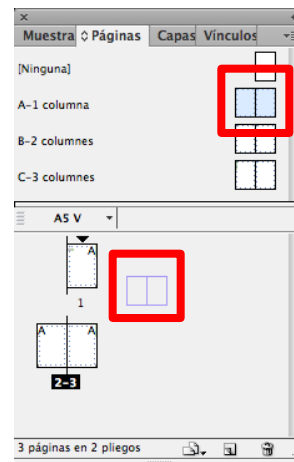 Muestra Páginas Capas Vínculos
[Ninguna]
A-1 columna
B-2 columnes
C-3 columnes
A5 V
A
1
A A
2-3
3 páginas en 2 pliegos